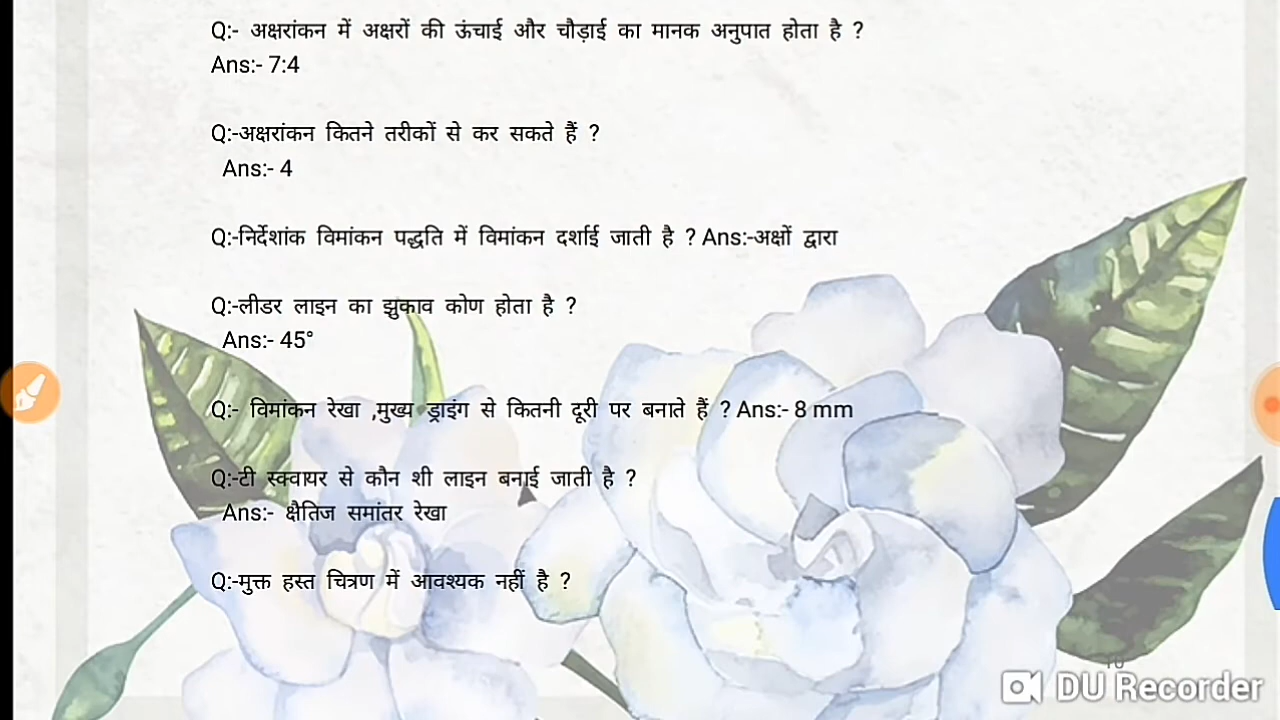 Q:- अक्षरांकन में अक्षरों की ऊंचाई और चौड़ाई का मानक अनुपात होता है ?
Ans:- 7:4
Q:-अक्षरांकन कितने तरीकों से कर सकते हैं ?
Ans:- 4
Q:-निर्देशांक विमांकन पद्धति में विमांकन दर्शाई जाती है ? Ans:-अक्षों द्वारा
Q:-लीडर लाइन का झुकाव कोण होता है ?
Ans:- 45°
Q:- विमांकन रेखा ,मुख्य ड्राइंग से कितनी दूरी पर बनाते हैं ? Ans:- 8 mm
Q:-टी स्क्वायर से कौन शी लाइन बनाई जाती है ?
Ans:- क्षैतिज समांतर रेखा
Q:-मुक्त हस्त चित्रण में आवश्यक नहीं है ?
10
DU Recorder